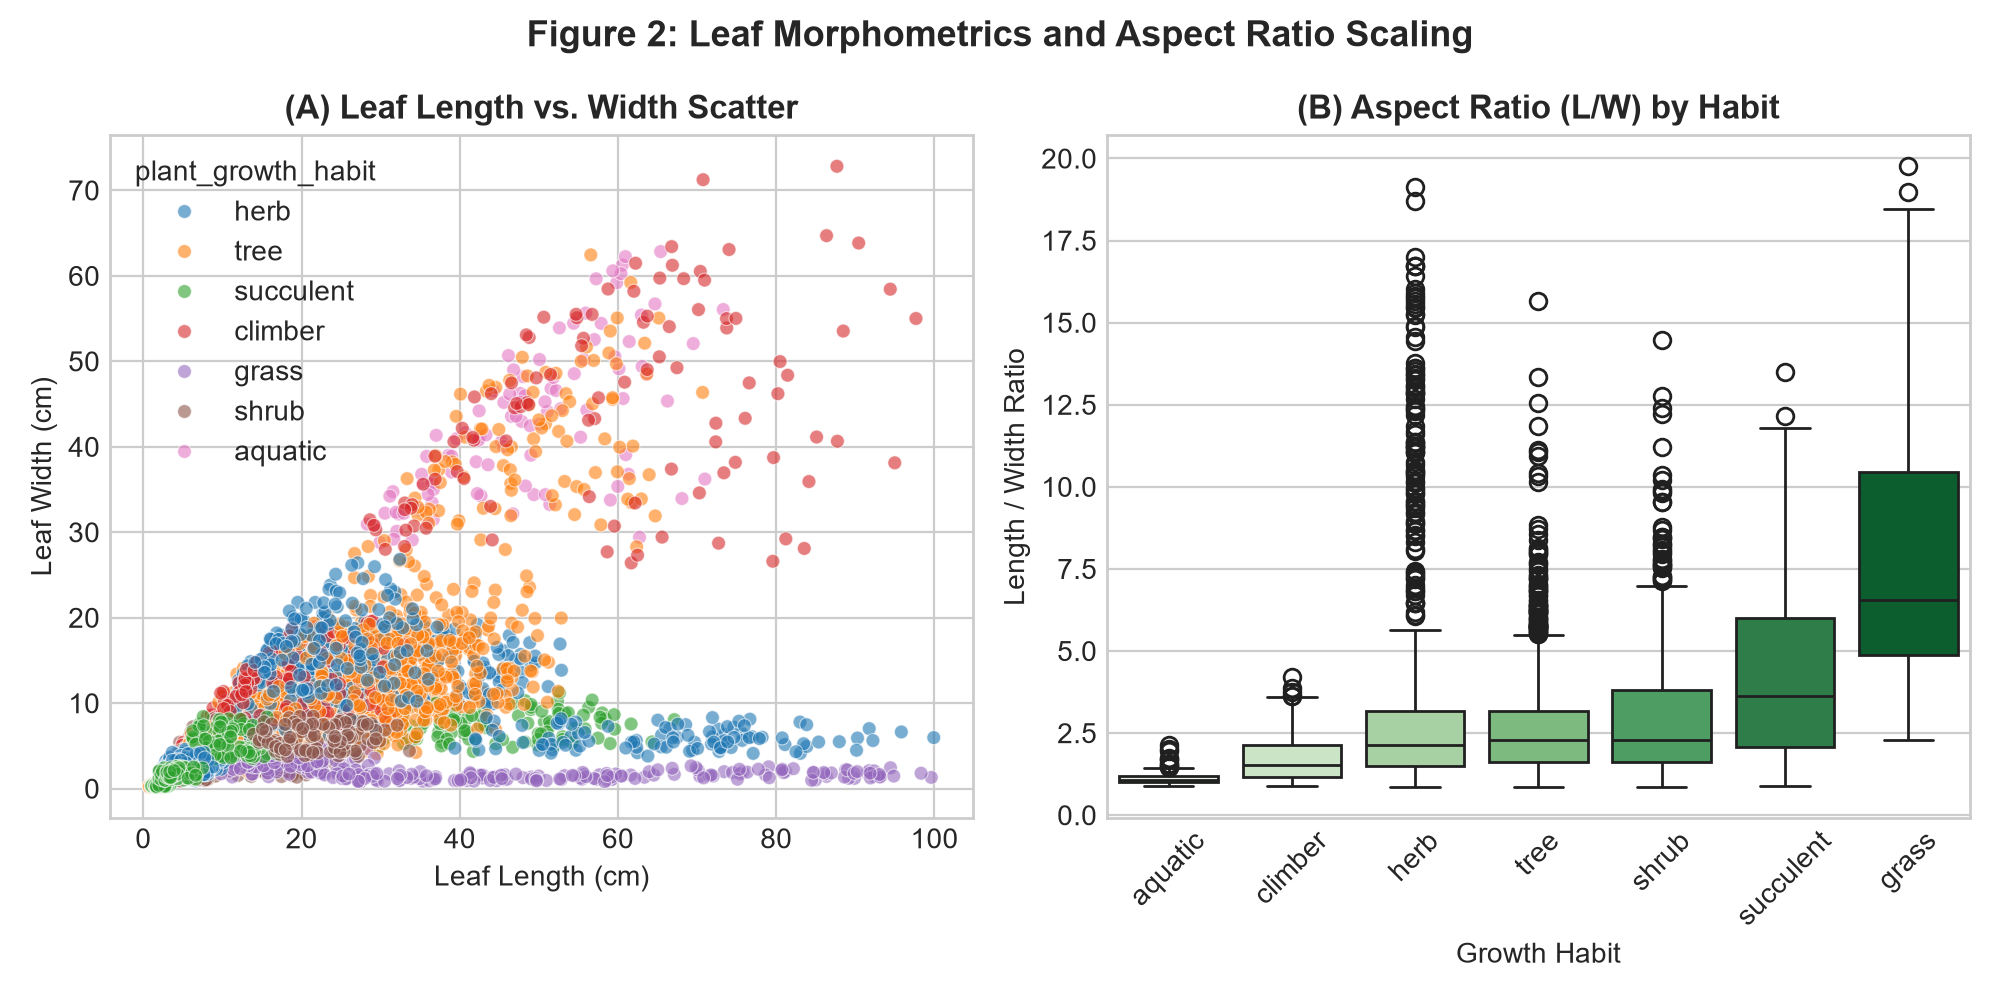 Figure 2: Leaf Morphometrics and Aspect Ratio Scaling
(A) Leaf Length vs. Width Scatter
plant_growth_habit
herb
tree
succulent
climber
grass
shrub
aquatic
70
60
50
40
30
20
10
0
Leaf Width (cm)
0 20 40 60 80 100
Leaf Length (cm)
(B) Aspect Ratio (L/W) by Habit
20.0
17.5
15.0
12.5
10.0
7.5
5.0
2.5
0.0
Length / Width Ratio
aquatic climber herb tree shrub succulent grass
Growth Habit